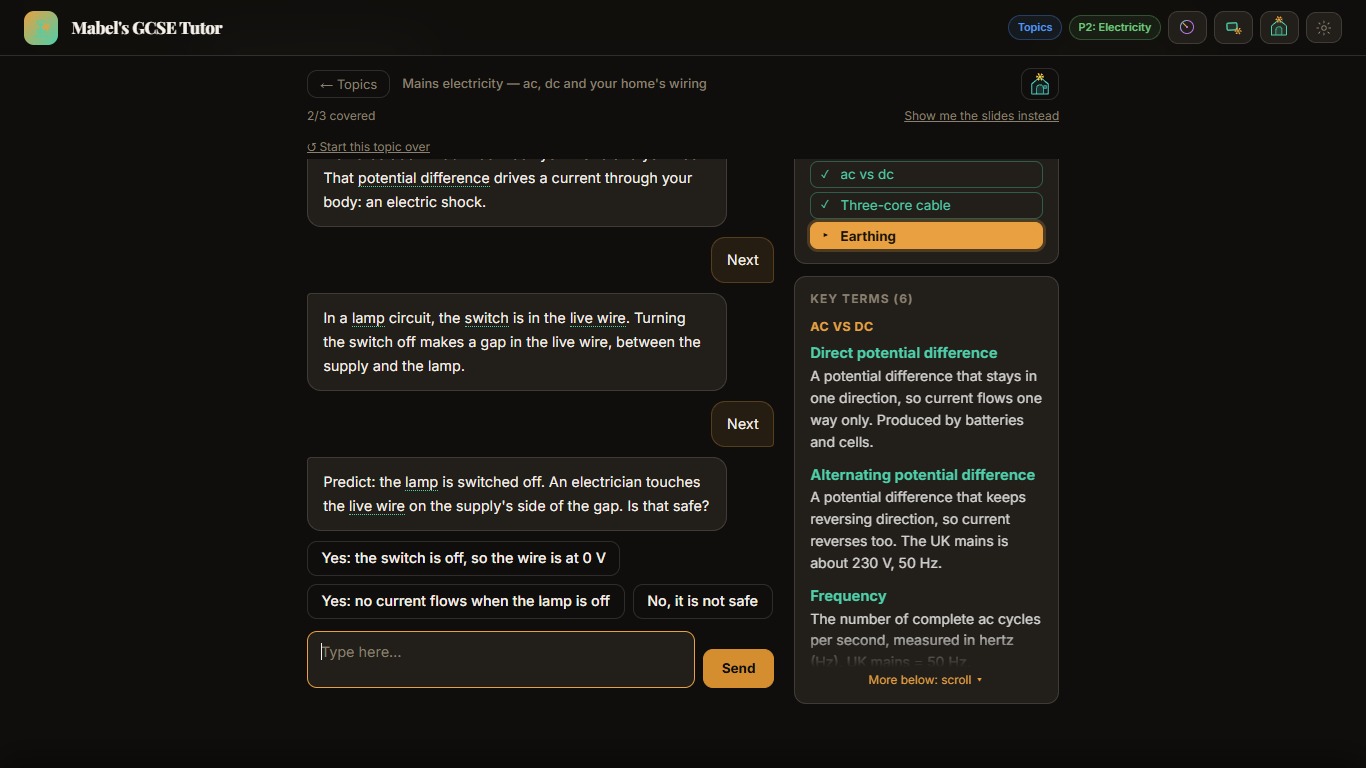 Mabel's GCSE Tutor
Topics
P2: Electricity
← Topics
Mains electricity — ac, dc and your home's wiring
2/3 covered
Show me the slides instead
↺ Start this topic over
That potential difference drives a current through your
body: an electric shock.
Next
In a lamp circuit, the switch is in the live wire. Turning
the switch off makes a gap in the live wire, between the
supply and the lamp.
Next
Predict: the lamp is switched off. An electrician touches
the live wire on the supply's side of the gap. Is that safe?
Yes: the switch is off, so the wire is at 0 V
Yes: no current flows when the lamp is off
No, it is not safe
Type here...
Send
✓ ac vs dc
✓ Three-core cable
‣ Earthing
KEY TERMS (6)
AC VS DC
Direct potential difference
A potential difference that stays in
one direction, so current flows one
way only. Produced by batteries
and cells.
Alternating potential difference
A potential difference that keeps
reversing direction, so current
reverses too. The UK mains is
about 230 V, 50 Hz.
Frequency
The number of complete ac cycles
per second, measured in hertz
(Hz). UK mains = 50 Hz
More below: scroll ▾